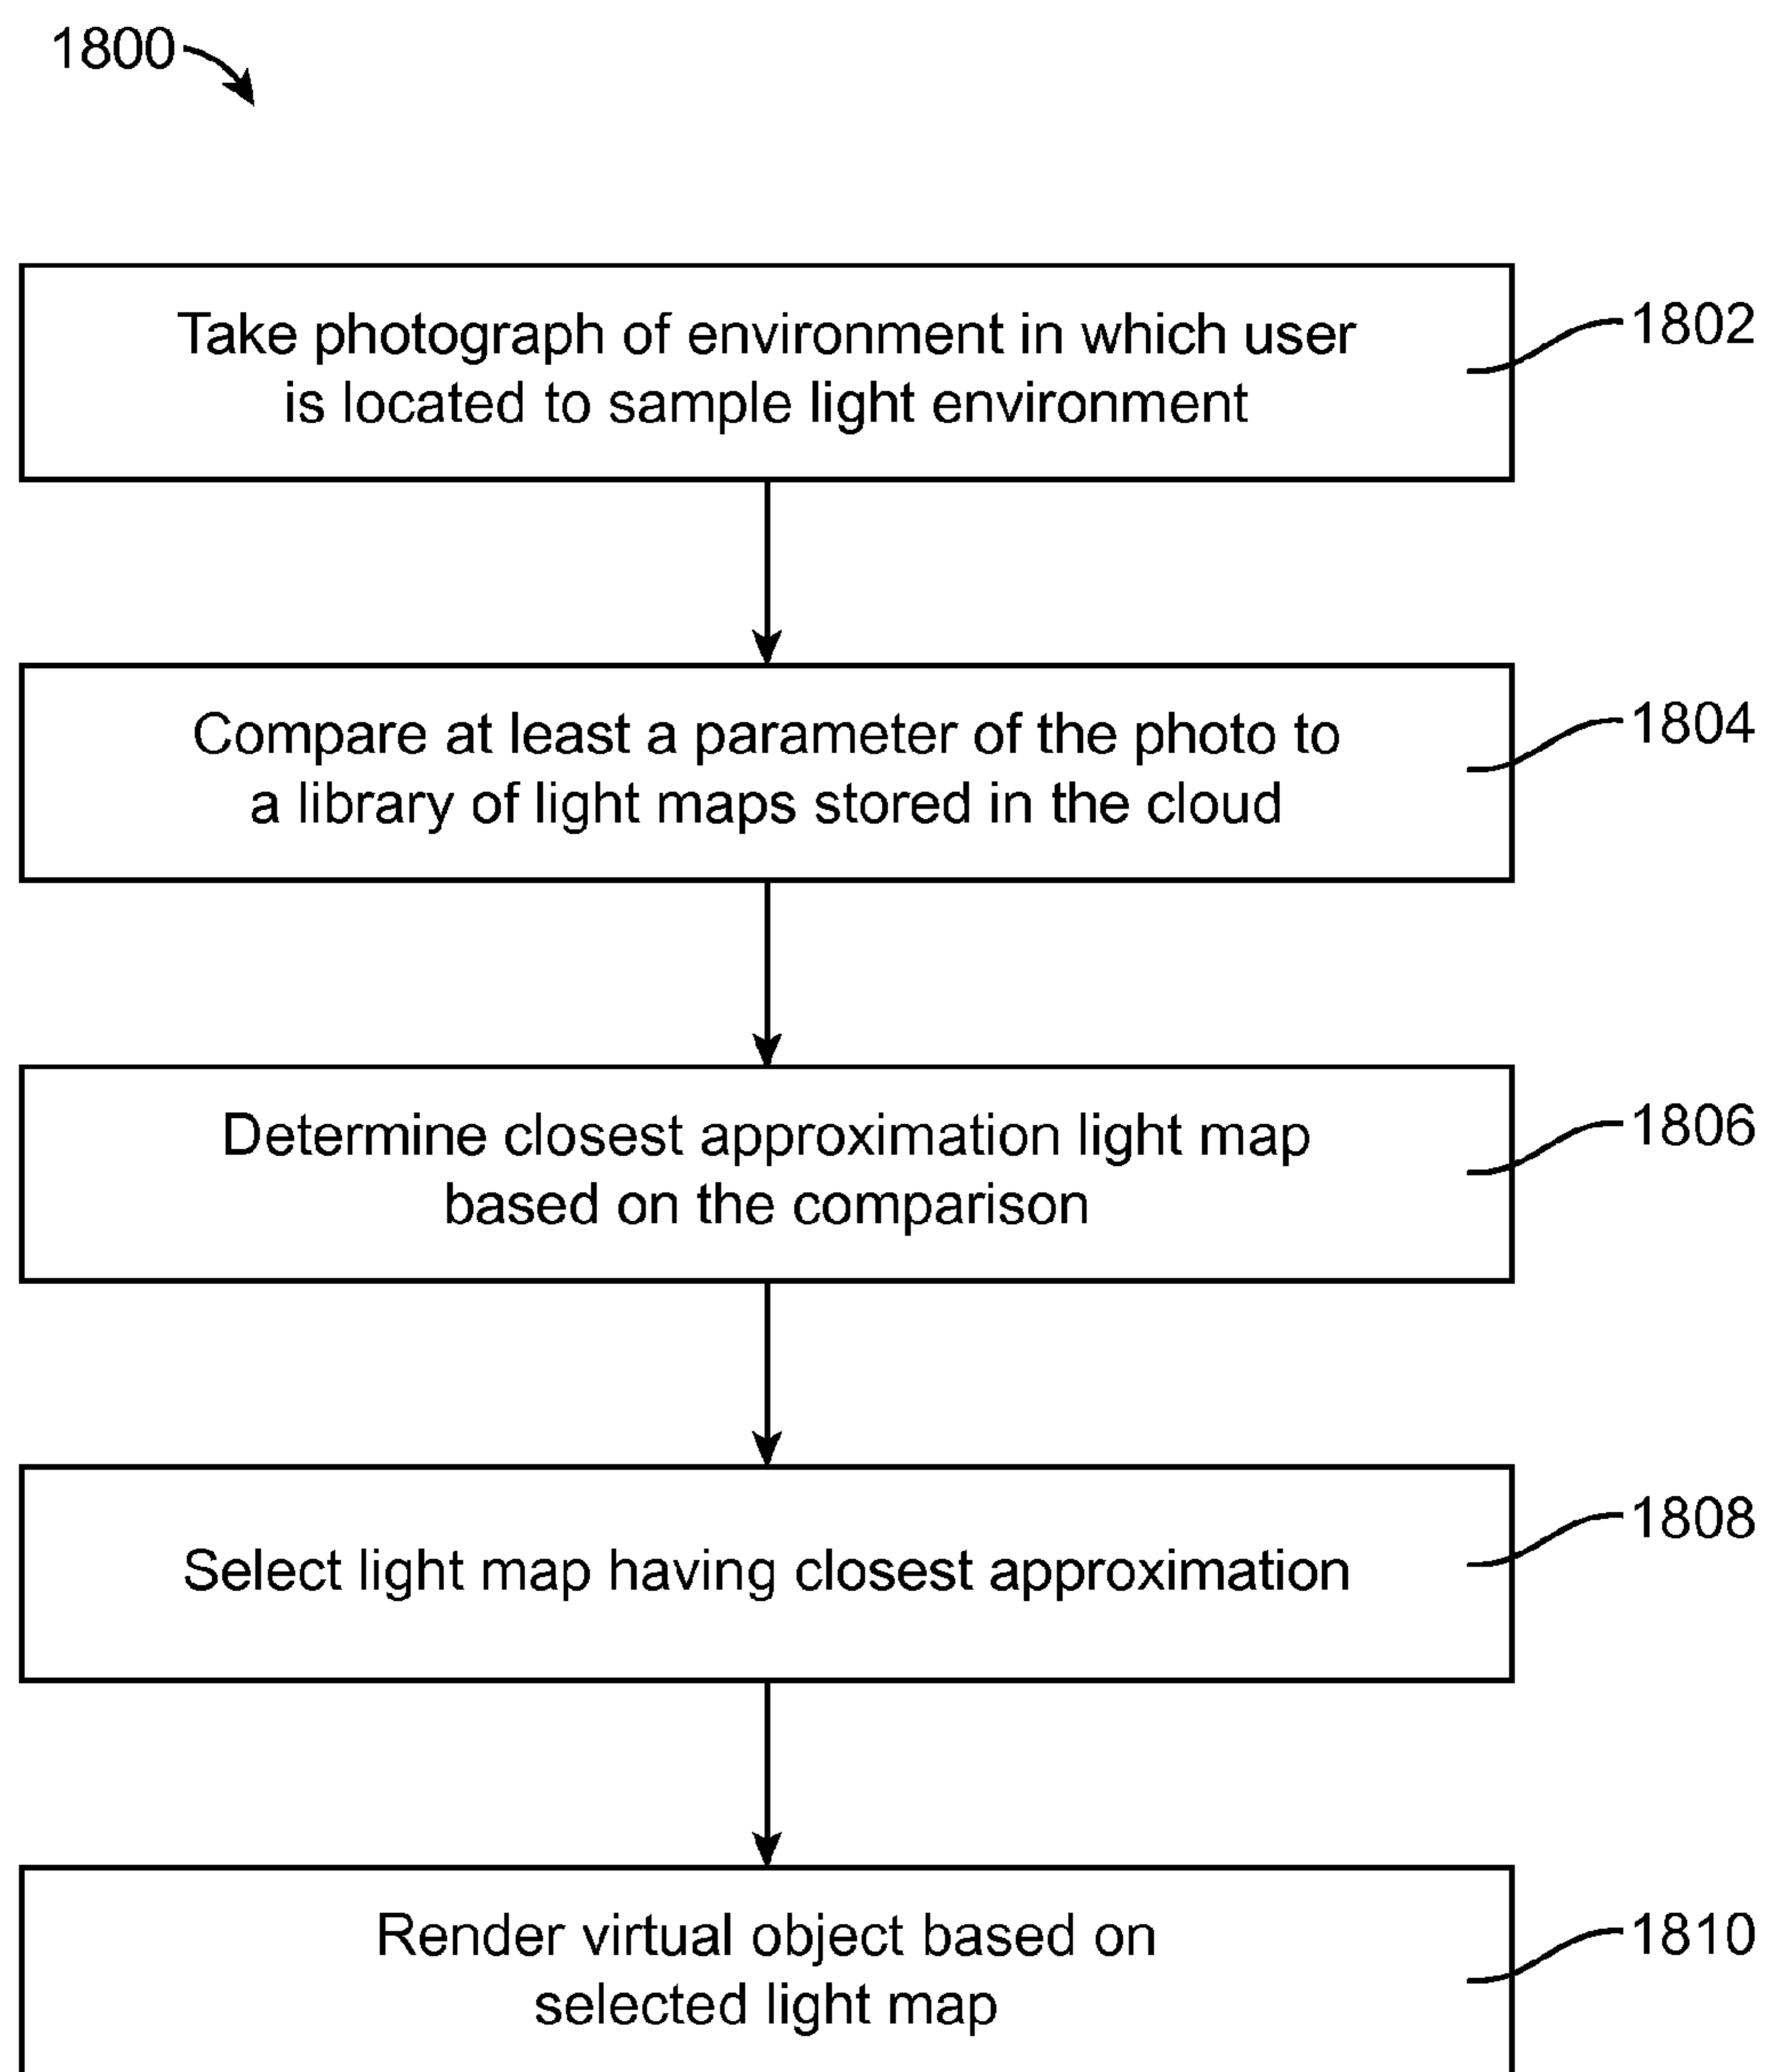 1800
Take photograph of environment in which user
is located to sample light environment
1802
Compare at least a parameter of the photo to
a library of light maps stored in the cloud
1804
Determine closest approximation light map
based on the comparison
1806
Select light map having closest approximation
1808
Render virtual object based on
selected light map
1810